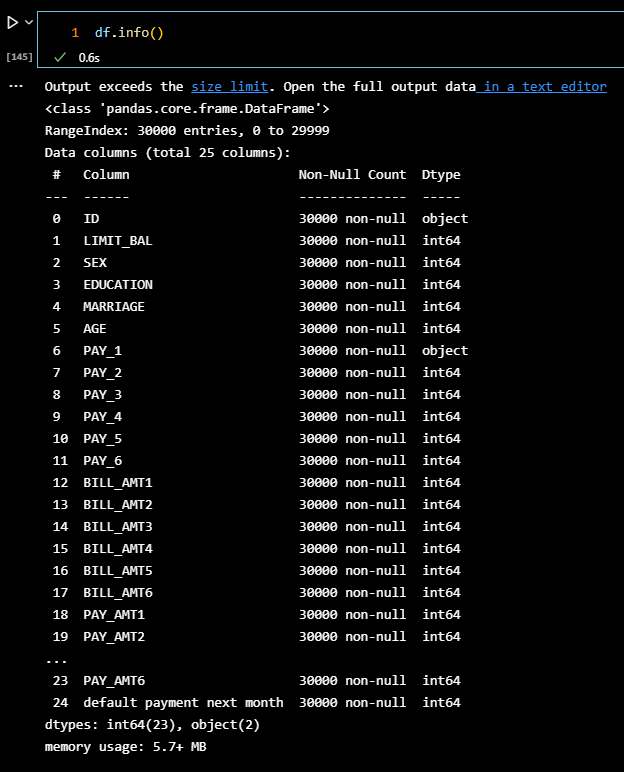 1 df.info()
[145] 0.6s
... Output exceeds the size limit. Open the full output data in a text editor
<class 'pandas.core.frame.DataFrame'>
RangeIndex: 30000 entries, 0 to 29999
Data columns (total 25 columns):
 #   Column                      Non-Null Count  Dtype
---  ------                      --------------  -----
 0   ID                          30000 non-null  object
 1   LIMIT_BAL                   30000 non-null  int64
 2   SEX                         30000 non-null  int64
 3   EDUCATION                   30000 non-null  int64
 4   MARRIAGE                    30000 non-null  int64
 5   AGE                         30000 non-null  int64
 6   PAY_1                       30000 non-null  object
 7   PAY_2                       30000 non-null  int64
 8   PAY_3                       30000 non-null  int64
 9   PAY_4                       30000 non-null  int64
 10  PAY_5                       30000 non-null  int64
 11  PAY_6                       30000 non-null  int64
 12  BILL_AMT1                   30000 non-null  int64
 13  BILL_AMT2                   30000 non-null  int64
 14  BILL_AMT3                   30000 non-null  int64
 15  BILL_AMT4                   30000 non-null  int64
 16  BILL_AMT5                   30000 non-null  int64
 17  BILL_AMT6                   30000 non-null  int64
 18  PAY_AMT1                    30000 non-null  int64
 19  PAY_AMT2                    30000 non-null  int64
...
 23  PAY_AMT6                    30000 non-null  int64
 24  default payment next month  30000 non-null  int64
dtypes: int64(23), object(2)
memory usage: 5.7+ MB